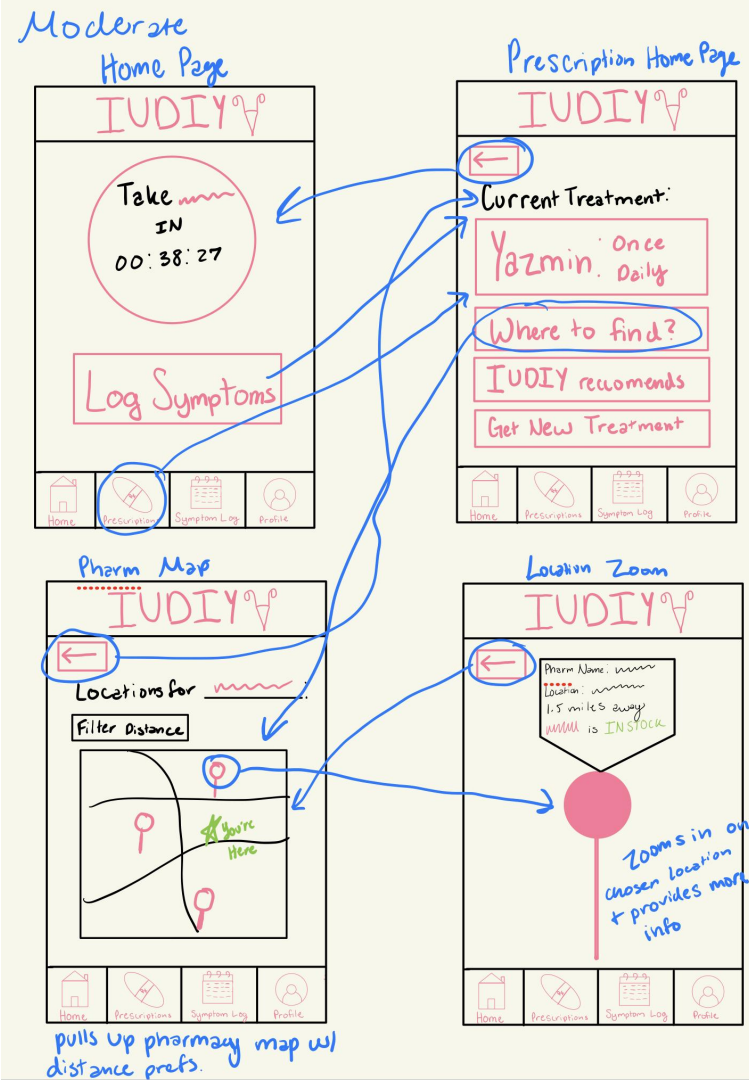 Moderate
Home Page
IUDIY
Take
IN
00:38:27
Log Symptoms
Home
Prescriptions
Symptom Log
Profile
Prescription Home Page
IUDIY
Current Treatment:
Yazmin: Once
Daily
Where to find?
IUDIY reccomends
Get New Treatment
Home
Prescriptions
Symptom Log
Profile
Pharm Map
IUDIY
Locations for :
Filter Distance
You're
Here
Home
Prescriptions
Symptom Log
Profile
pulls up pharmacy map w/
distance prefs.
Location Zoom
IUDIY
Pharm Name:
Location:
1.5 miles away
is IN STOCK
Zooms in on
chosen location
+ provides more
info
Home
Prescriptions
Symptom Log
Profile